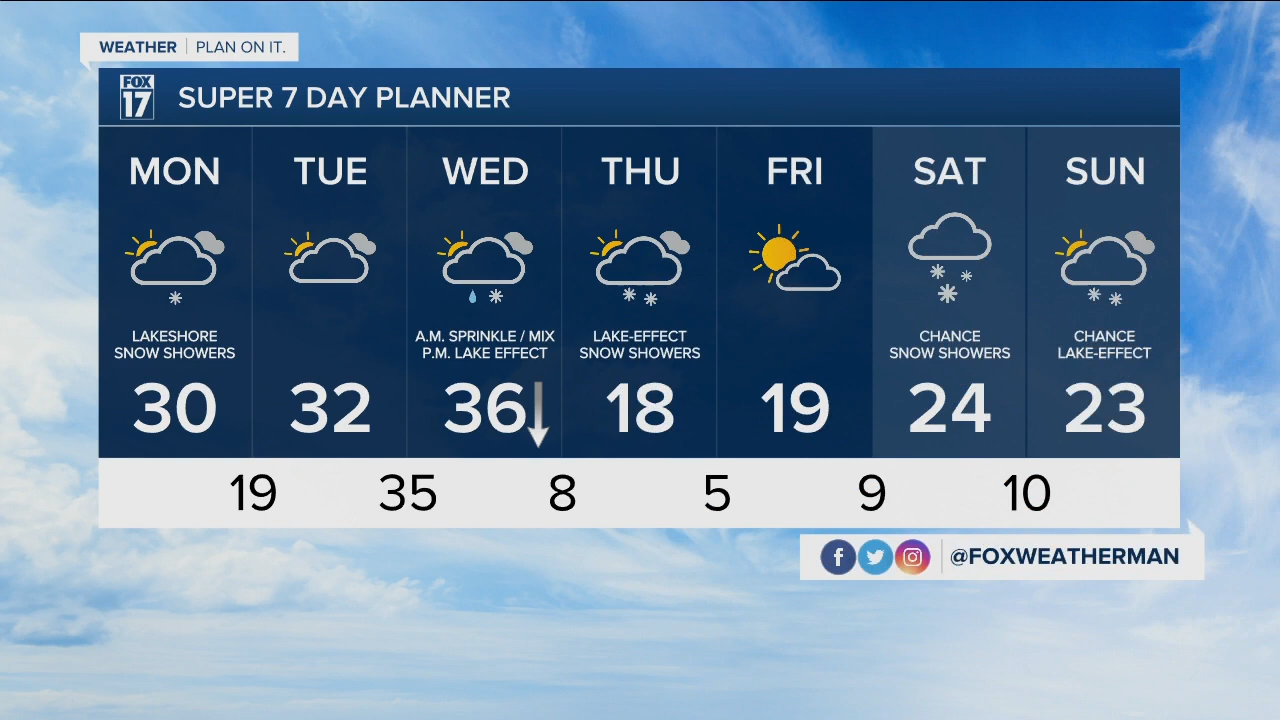 WEATHER | PLAN ON IT.
FOX
17
SUPER 7 DAY PLANNER
MON
TUE
WED
THU
FRI
SAT
SUN
LAKESHORE
SNOW SHOWERS
A.M. SPRINKLE / MIX
P.M. LAKE EFFECT
LAKE-EFFECT
SNOW SHOWERS
CHANCE
SNOW SHOWERS
CHANCE
LAKE-EFFECT
30
32
36
18
19
24
23
19
35
8
5
9
10
@FOXWEATHERMAN